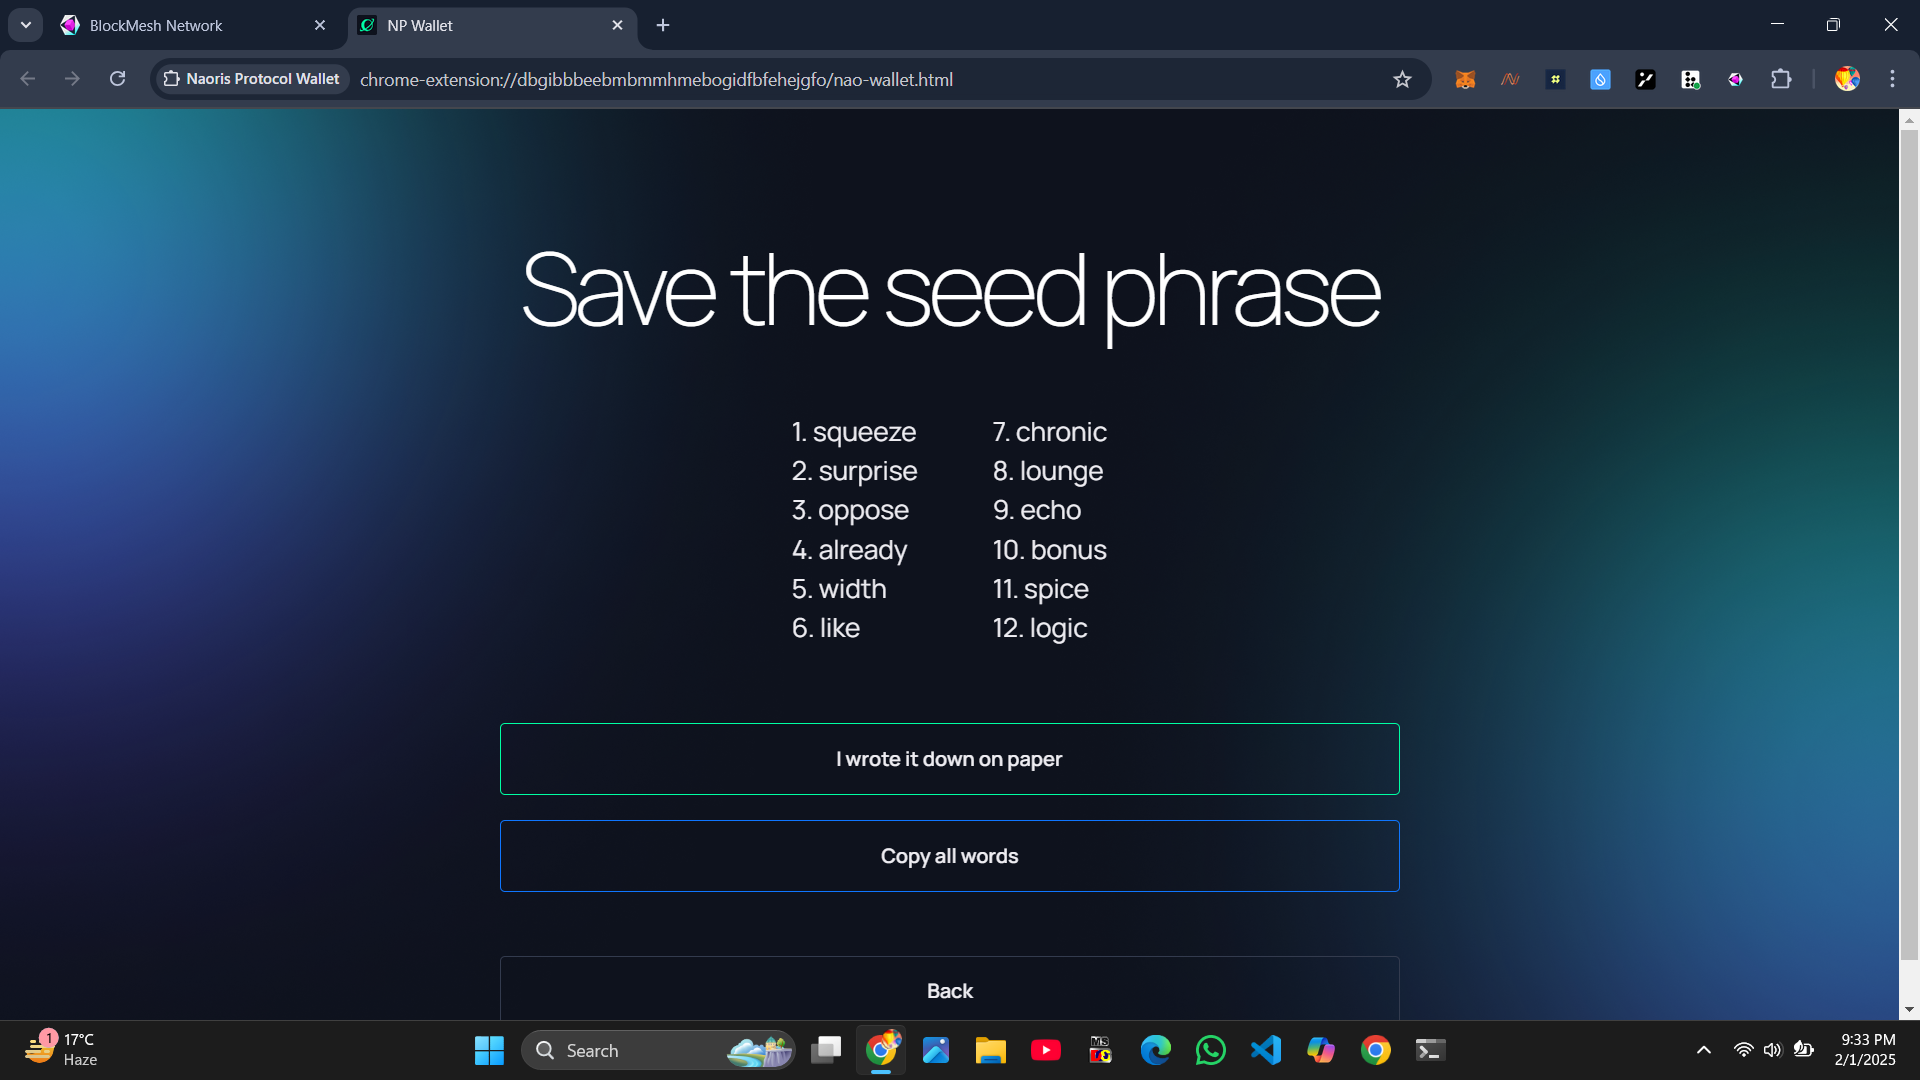 BlockMesh Network
NP Wallet
Naoris Protocol Wallet
chrome-extension://dbgibbbeebmbmmhmebogidfbfehejgfo/nao-wallet.html
Save the seed phrase
1. squeeze
2. surprise
3. oppose
4. already
5. width
6. like
7. chronic
8. lounge
9. echo
10. bonus
11. spice
12. logic
I wrote it down on paper
Copy all words
Back
1
17°C
Haze
Search
9:33 PM
2/1/2025